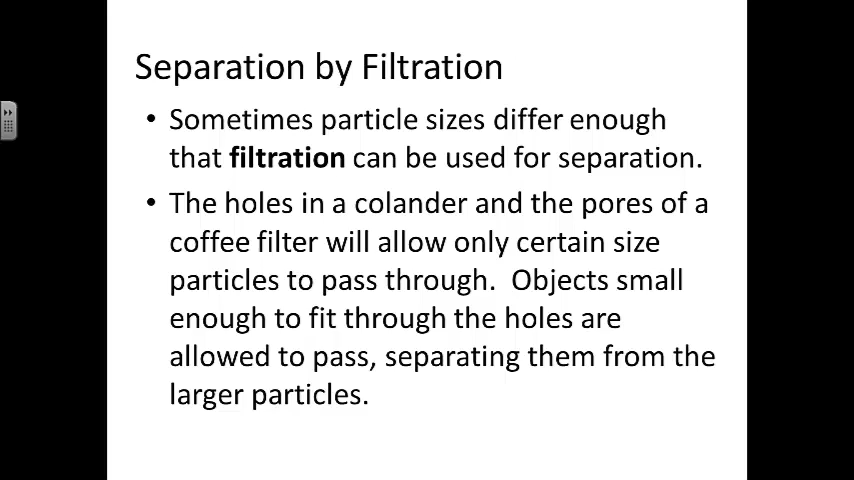 Separation by Filtration
• Sometimes particle sizes differ enough
that filtration can be used for separation.
• The holes in a colander and the pores of a
coffee filter will allow only certain size
particles to pass through.  Objects small
enough to fit through the holes are
allowed to pass, separating them from the
larger particles.